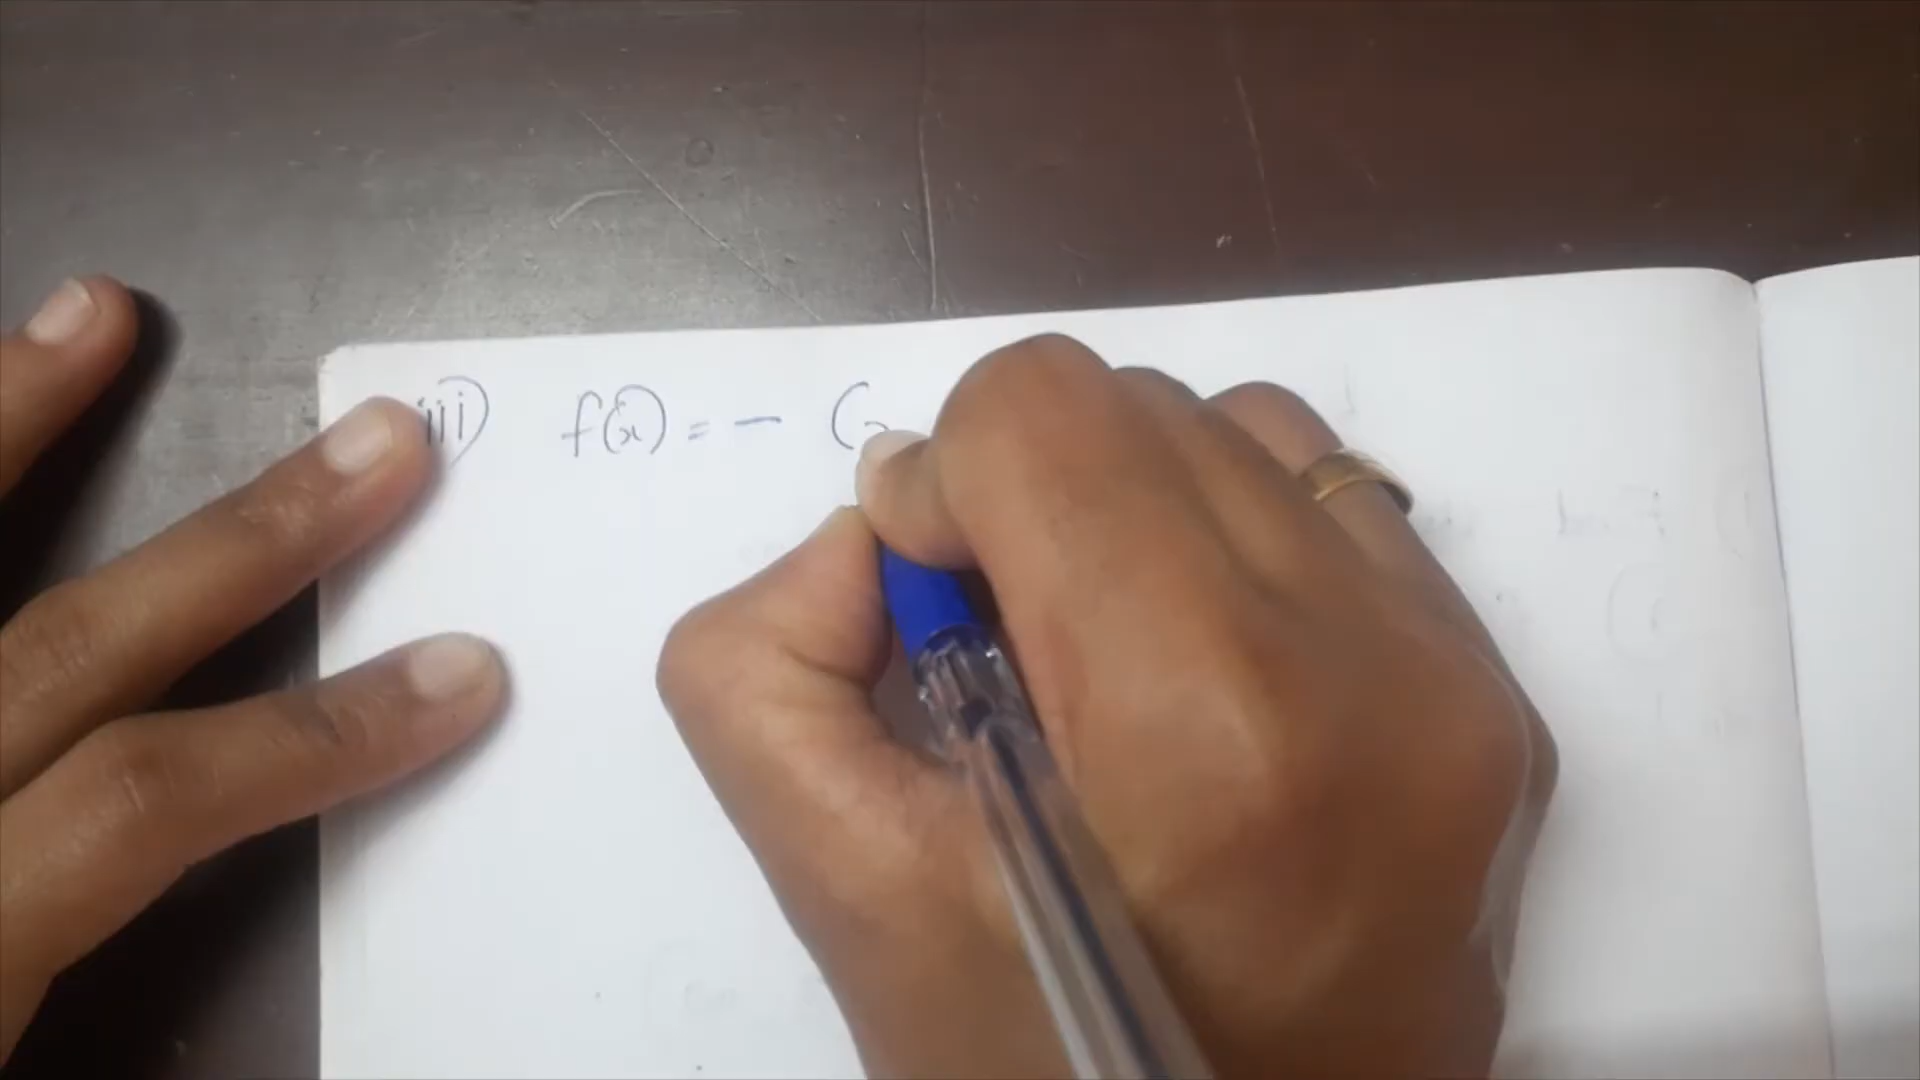 iii) f(x) = - (x